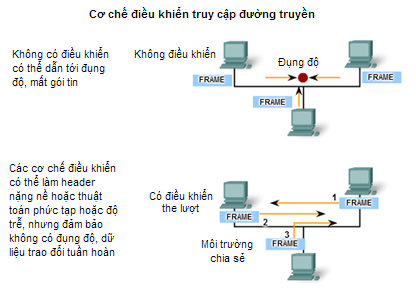 Cơ chế điều khiển truy cập đường truyền
Không có điều khiển
có thể dẫn tới đụng
độ, mất gói tin
Không điều khiển
Đụng độ
FRAME
FRAME
FRAME
Các cơ chế điều khiển
có thể làm header
nặng nề hoặc thuật
toán phức tạp hoặc độ
trễ, nhưng đảm bảo
không có đụng độ, dữ
liệu trao đổi tuần hoàn
Có điều khiển
the lượt
1
FRAME
FRAME
2
3
FRAME
Môi trường
chia sẻ